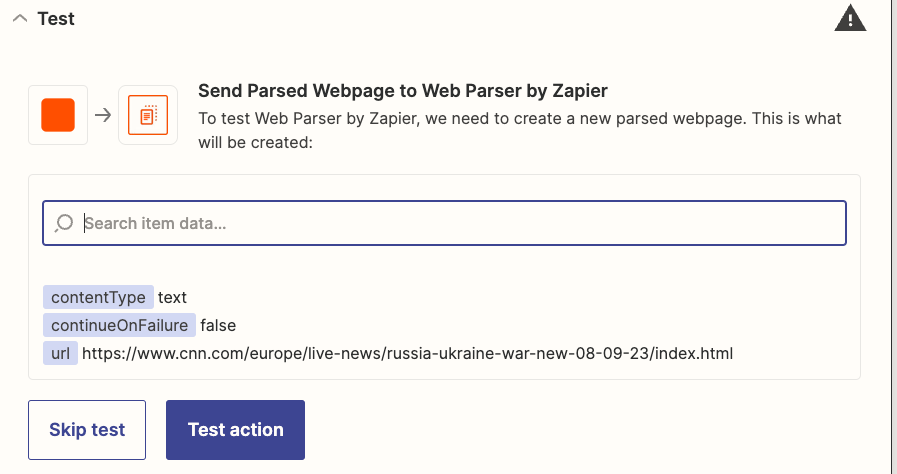 Test
Send Parsed Webpage to Web Parser by Zapier
To test Web Parser by Zapier, we need to create a new parsed webpage. This is what
will be created:
Search item data...
contentType text
continueOnFailure false
url https://www.cnn.com/europe/live-news/russia-ukraine-war-new-08-09-23/index.html
Skip test Test action